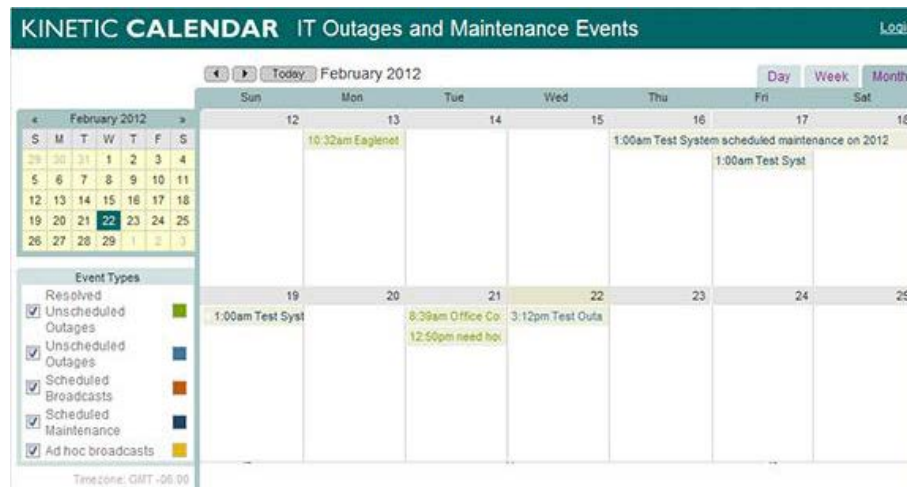 KINETIC CALENDAR IT Outages and Maintenance Events
Login
Today February 2012
Day Week Month
Sun Mon Tue Wed Thu Fri Sat
« February 2012 »
S M T W T F S
29 30 31 1 2 3 4
5 6 7 8 9 10 11
12 13 14 15 16 17 18
19 20 21 22 23 24 25
26 27 28 29 1 2 3
Event Types
Resolved
Unscheduled
Outages
Unscheduled
Outages
Scheduled
Broadcasts
Scheduled
Maintenance
Ad hoc broadcasts
Timezone: GMT -06:00
12 13 14 15 16 17 18
10:32am Eaglenet
1:00am Test System scheduled maintenance on 2012
1:00am Test Syst
19 20 21 22 23 24 25
1:00am Test Syst
8:39am Office Co
3:12pm Test Outa
12:50pm need